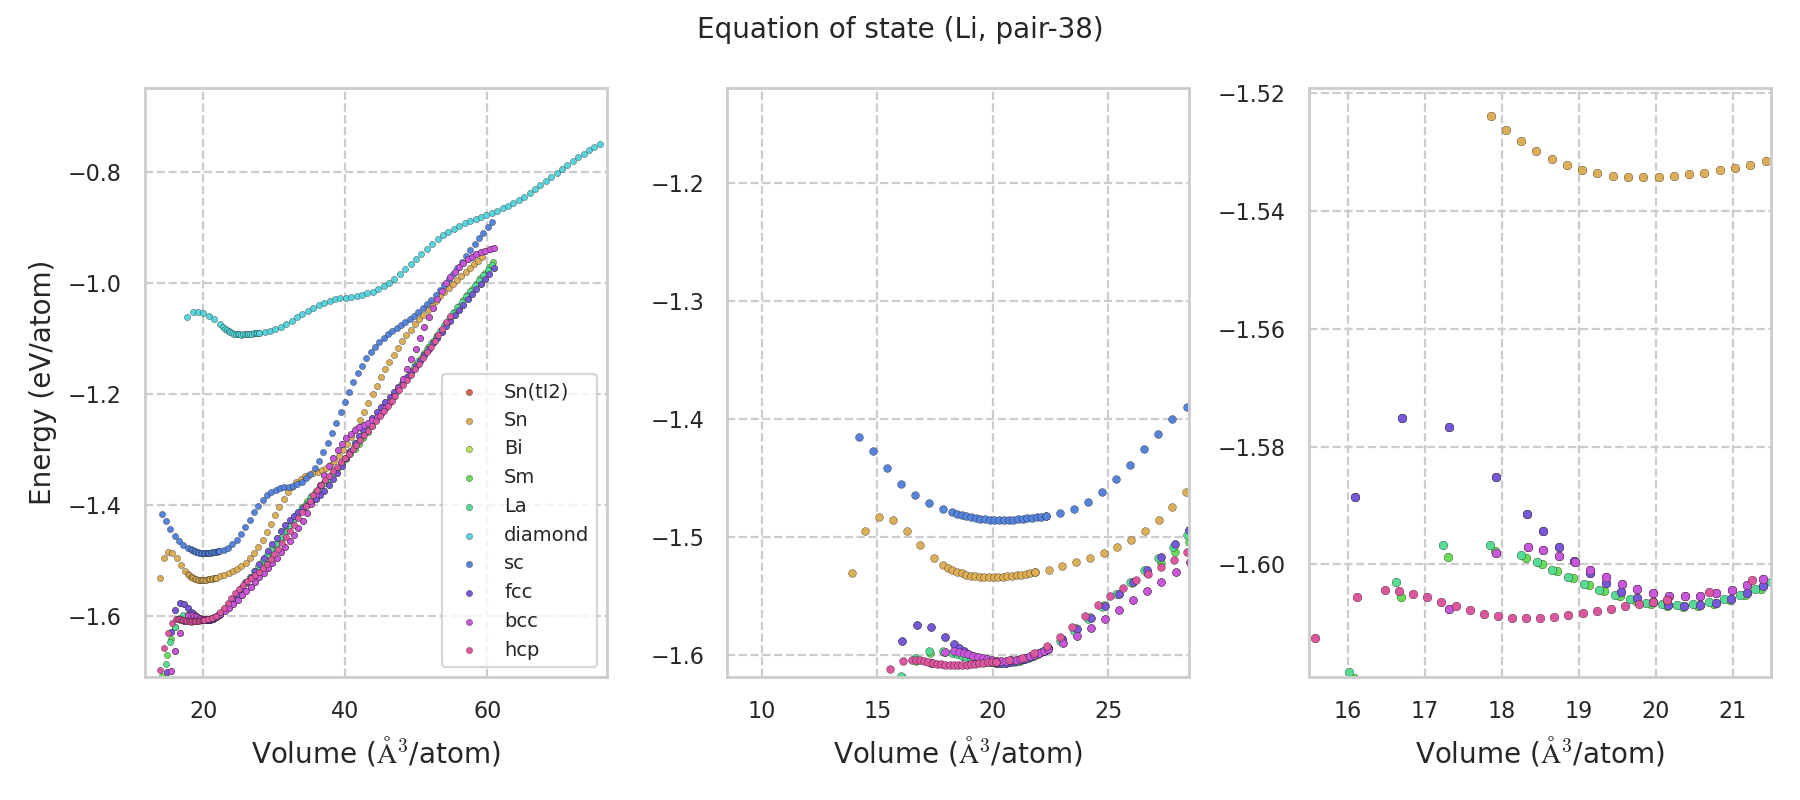 Equation of state (Li, pair-38)
Energy (eV/atom)
−0.8
−1.0
−1.2
−1.4
−1.6
20
40
60
Volume (Å³/atom)
Sn(tI2)
Sn
Bi
Sm
La
diamond
sc
fcc
bcc
hcp
−1.2
−1.3
−1.4
−1.5
−1.6
10
15
20
25
Volume (Å³/atom)
−1.52
−1.54
−1.56
−1.58
−1.60
16
17
18
19
20
21
Volume (Å³/atom)